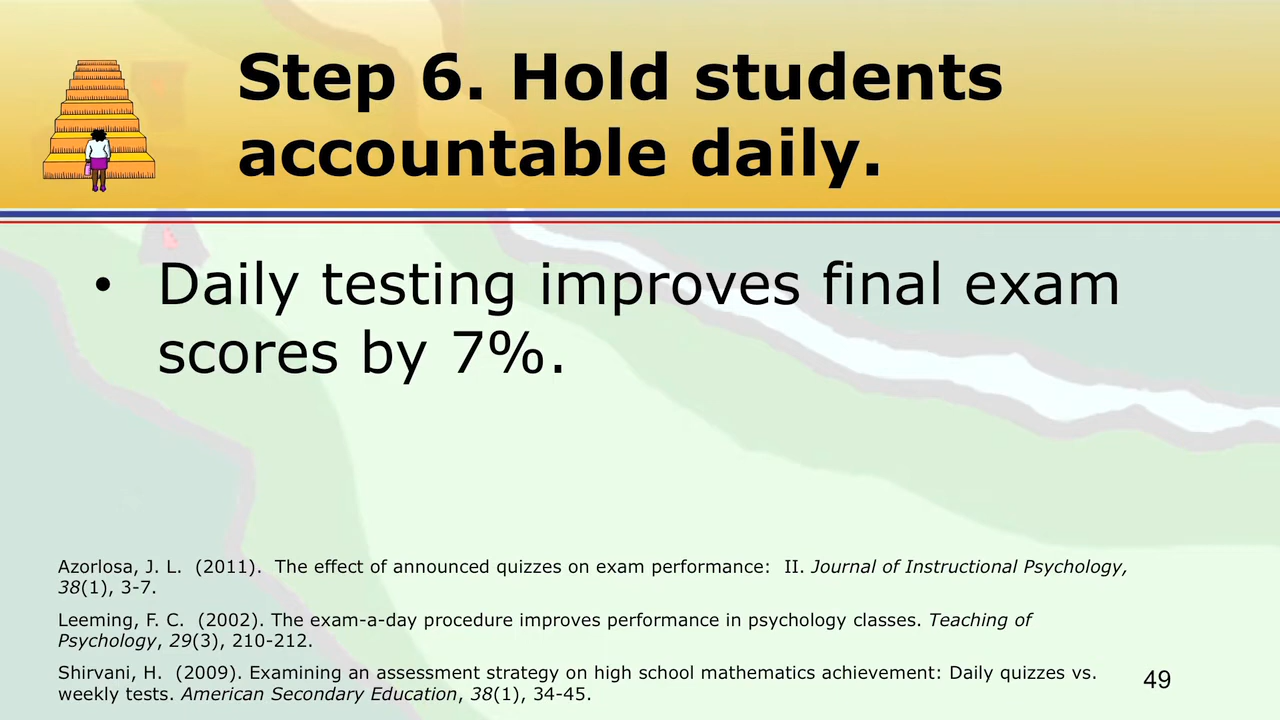 Step 6. Hold students
accountable daily.
• Daily testing improves final exam
scores by 7%.
Azorlosa, J. L.  (2011).  The effect of announced quizzes on exam performance:  II. Journal of Instructional Psychology,
38(1), 3-7.
Leeming, F. C.  (2002). The exam-a-day procedure improves performance in psychology classes. Teaching of
Psychology, 29(3), 210-212.
Shirvani, H.  (2009). Examining an assessment strategy on high school mathematics achievement: Daily quizzes vs.
weekly tests. American Secondary Education, 38(1), 34-45.
49